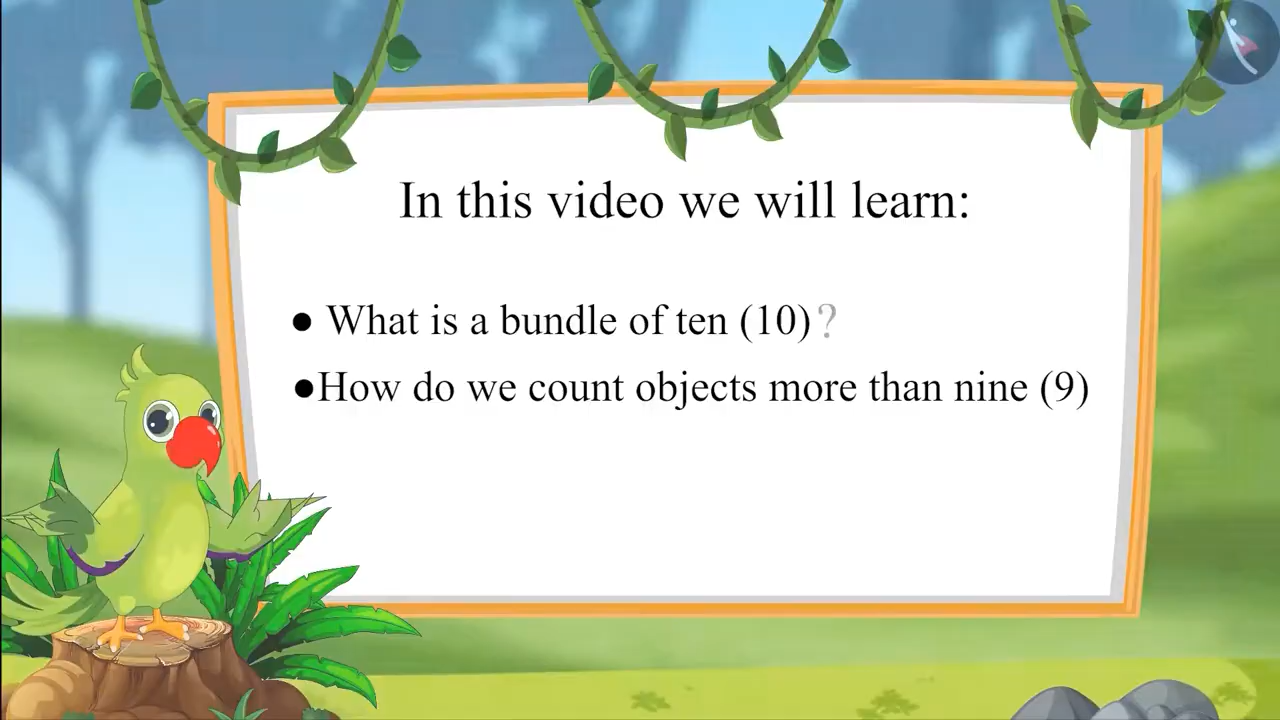 In this video we will learn:
● What is a bundle of ten (10)?
●How do we count objects more than nine (9)